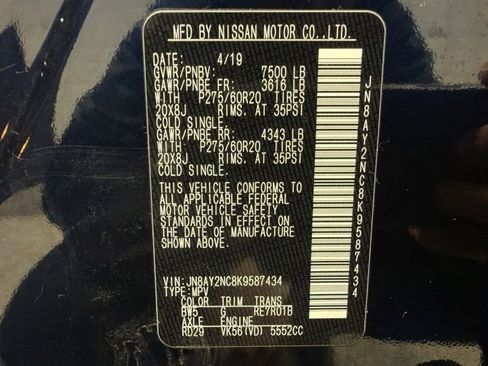 MFD BY NISSAN MOTOR CO.,LTD.
DATE: 4/19
GVWR/PNBV: 7500 LB
GAWR/PNBE FR: 3616 LB
WITH P275/60R20 TIRES
20X8J RIMS. AT 35PSI
COLD SINGLE.
GAWR/PNBE RR: 4343 LB
WITH P275/60R20 TIRES
20X8J RIMS. AT 35PSI
COLD SINGLE.
THIS VEHICLE CONFORMS TO
ALL APPLICABLE FEDERAL
MOTOR VEHICLE SAFETY
STANDARDS IN EFFECT ON
THE DATE OF MANUFACTURE
SHOWN ABOVE.
VIN: JN8AY2NC8K9587434
TYPE: MPV
COLOR TRIM TRANS
BW5 G RE7R01B
AXLE ENGINE
RD29 VK56(VD) 5552CC
JN8AY2NC8K9587434